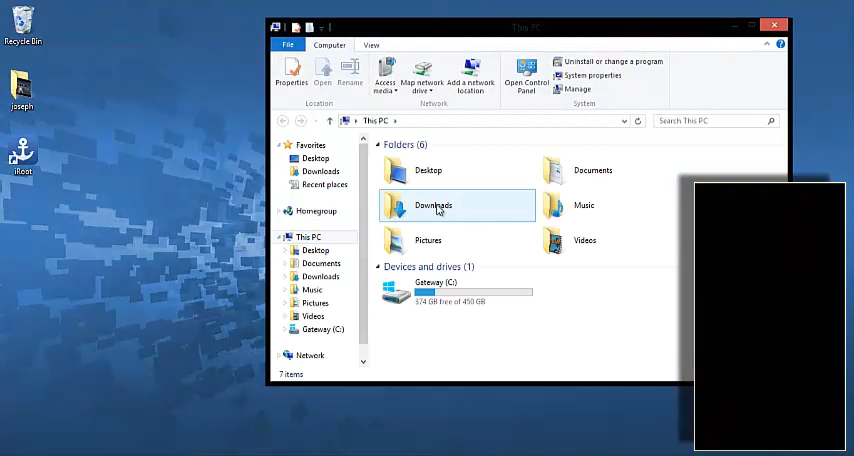 Recycle Bin
joseph
iRoot
This PC
File Computer View
Properties Open Rename Access media Map network drive Add a network location Open Control Panel
Uninstall or change a program
System properties
Manage
Location Network System
This PC
Search This PC
Favorites
Desktop
Downloads
Recent places
Homegroup
This PC
Desktop
Documents
Downloads
Music
Pictures
Videos
Gateway (C:)
Network
Folders (6)
Desktop Documents
Downloads Music
Pictures Videos
Devices and drives (1)
Gateway (C:)
374 GB free of 450 GB
7 items